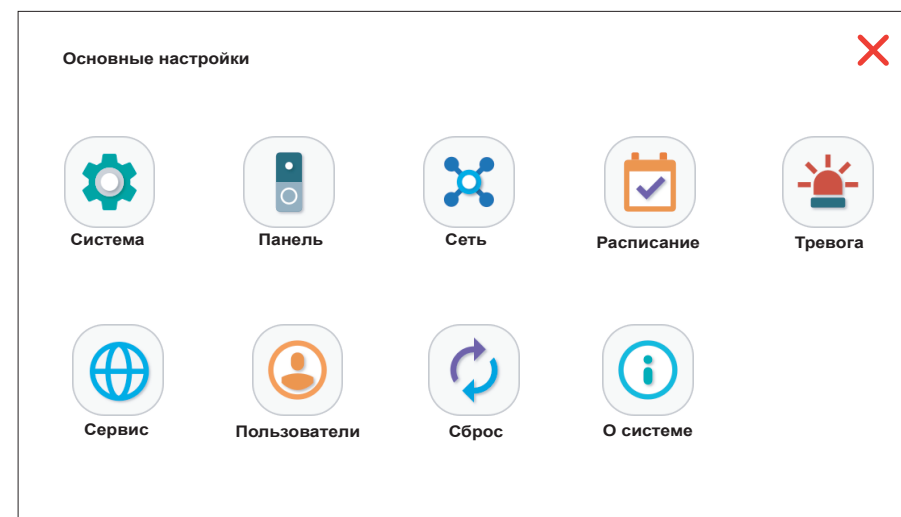 Основные настройки
Система Панель Сеть Расписание Тревога
Сервис Пользователи Сброс О системе